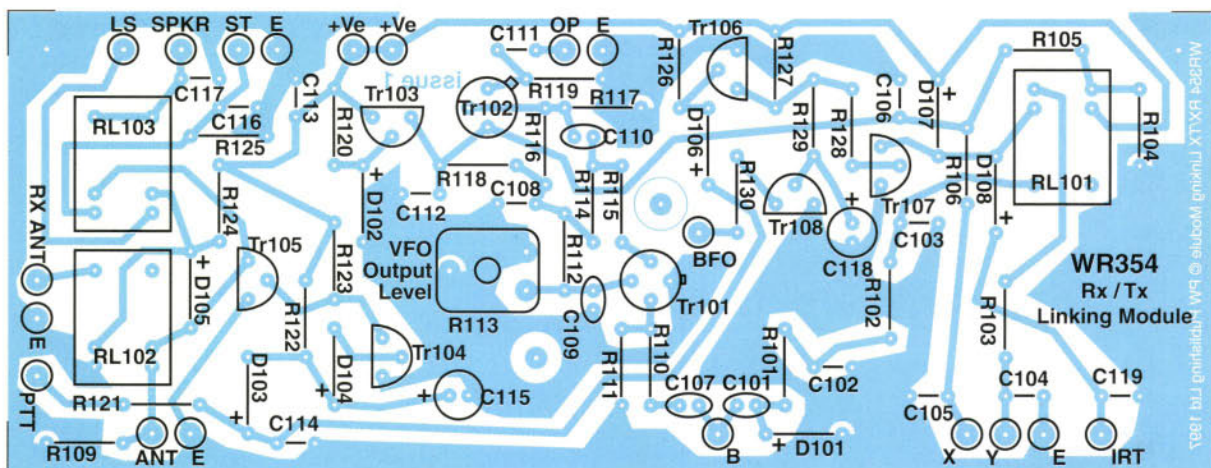 LS SPKR ST E +Ve +Ve OP E
C111
Tr106
R105
R126
R127
issue 1
C117
C113
Tr103
Tr102
R119
R117
C106
D107
RL103
C116
R125
R120
R116
C110
D106
R129
R128
R104
R118
C108
R106
D108
RL101
RX ANT
R124
D102
C112
R114
R115
R130
Tr108
Tr107
C103
Tr105
VFO
Output
Level
BFO
C118
D105
R123
R112
Tr101
WR354
Rx / Tx
Linking Module
E
R122
R113
C109
R102
R103
RL102
Tr104
D103
D104
R111
R110
R101
C102
PTT
R121
C115
C107
C101
C105
C104
C119
R109
ANT
E
C114
B
D101
X
Y
E
IRT
+
+
+
+
+
+
+
+
+
WR354 RX/TX Linking Module © PW Publishing Ltd 1997